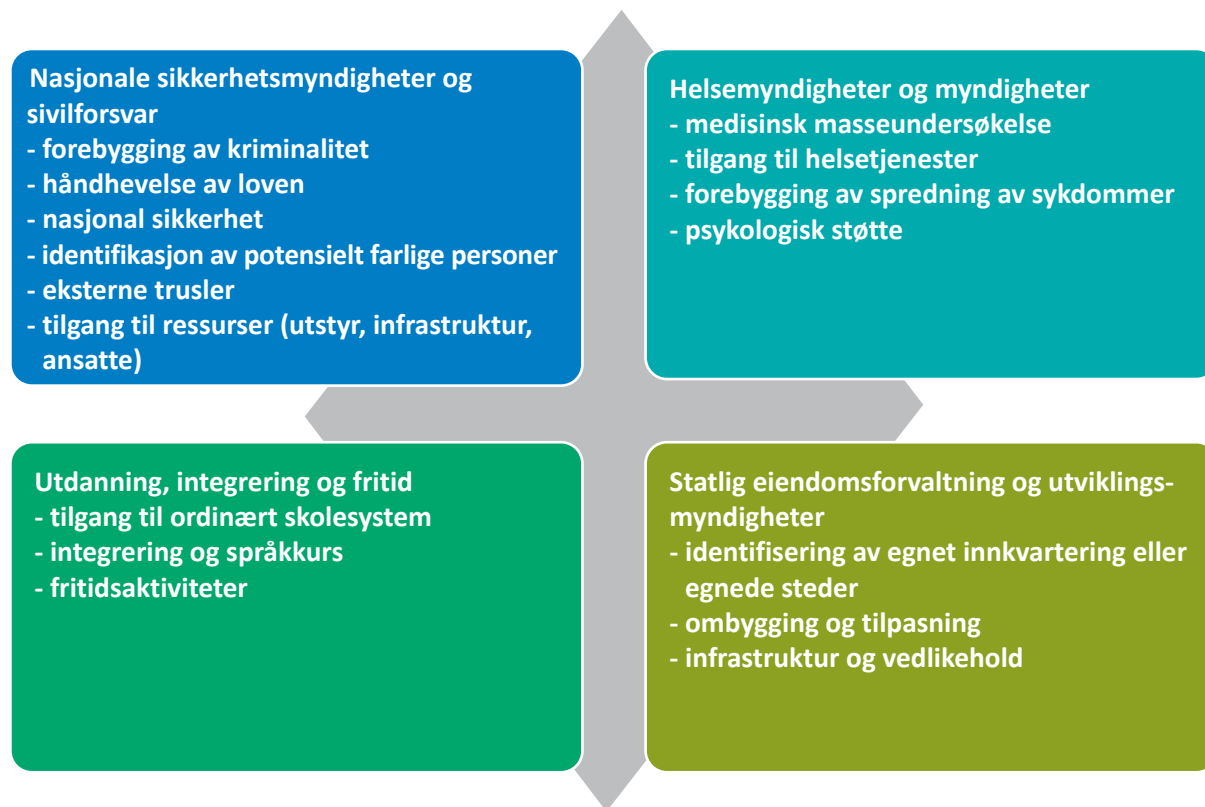 Nasjonale sikkerhetsmyndigheter og
sivilforsvar
- forebygging av kriminalitet
- håndhevelse av loven
- nasjonal sikkerhet
- identifikasjon av potensielt farlige personer
- eksterne trusler
- tilgang til ressurser (utstyr, infrastruktur,
ansatte)
Helsemyndigheter og myndigheter
- medisinsk masseundersøkelse
- tilgang til helsetjenester
- forebygging av spredning av sykdommer
- psykologisk støtte
Utdanning, integrering og fritid
- tilgang til ordinært skolesystem
- integrering og språkkurs
- fritidsaktiviteter
Statlig eiendomsforvaltning og utviklings-
myndigheter
- identifisering av egnet innkvartering eller
egnede steder
- ombygging og tilpasning
- infrastruktur og vedlikehold